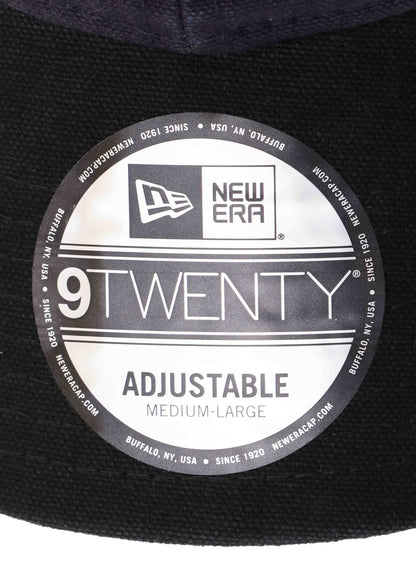 NEW
ERA®
9TWENTY®
ADJUSTABLE
MEDIUM-LARGE
BUFFALO, NY, USA • SINCE 1920 • NEWERACAP.COM • BUFFALO, NY, USA • SINCE 1920 • NEWERACAP.COM • BUFFALO, NY, USA • SINCE 1920 • NEWERACAP.COM • BUFFALO, NY, USA • SINCE 1920 • NEWERACAP.COM